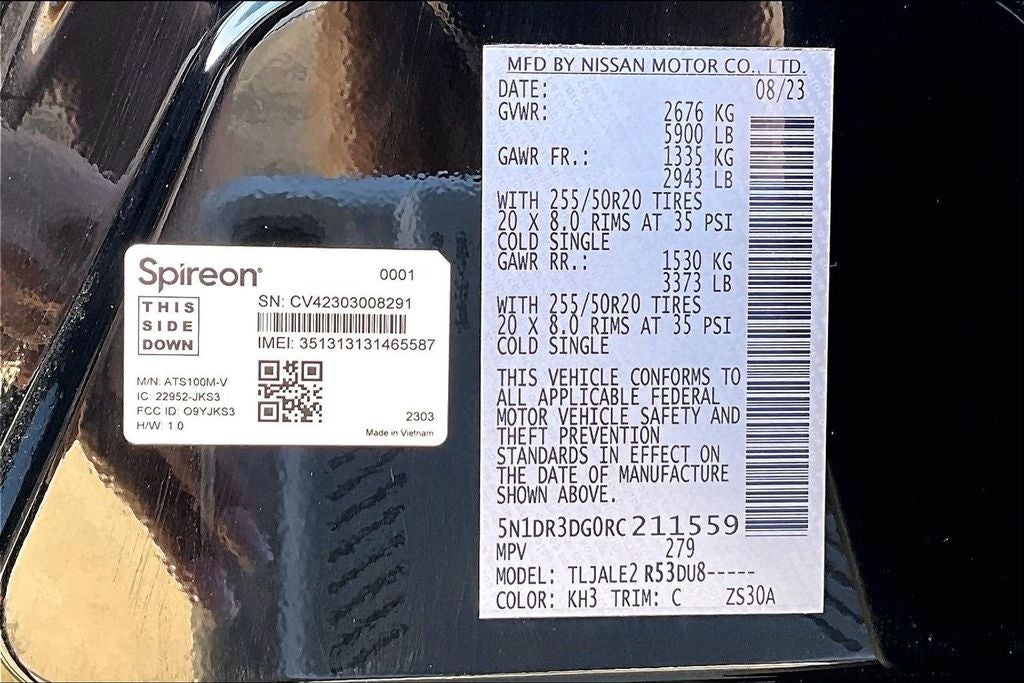 MFD BY NISSAN MOTOR CO., LTD.
DATE: 08/23
GVWR: 2676 KG
5900 LB
GAWR FR.: 1335 KG
2943 LB
WITH 255/50R20 TIRES
20 X 8.0 RIMS AT 35 PSI
COLD SINGLE
GAWR RR.: 1530 KG
3373 LB
WITH 255/50R20 TIRES
20 X 8.0 RIMS AT 35 PSI
COLD SINGLE
THIS VEHICLE CONFORMS TO
ALL APPLICABLE FEDERAL
MOTOR VEHICLE SAFETY AND
THEFT PREVENTION
STANDARDS IN EFFECT ON
THE DATE OF MANUFACTURE
SHOWN ABOVE.
5N1DR3DG0RC211559
MPV 279
MODEL: TLJALE2 R53DU8-----
COLOR: KH3 TRIM: C ZS30A
Spireon 0001
THIS
SIDE
DOWN
SN: CV42303008291
IMEI: 351313131465587
M/N: ATS100M-V
IC: 22952-JKS3
FCC ID: O9YJKS3
H/W: 1.0
2303
Made in Vietnam